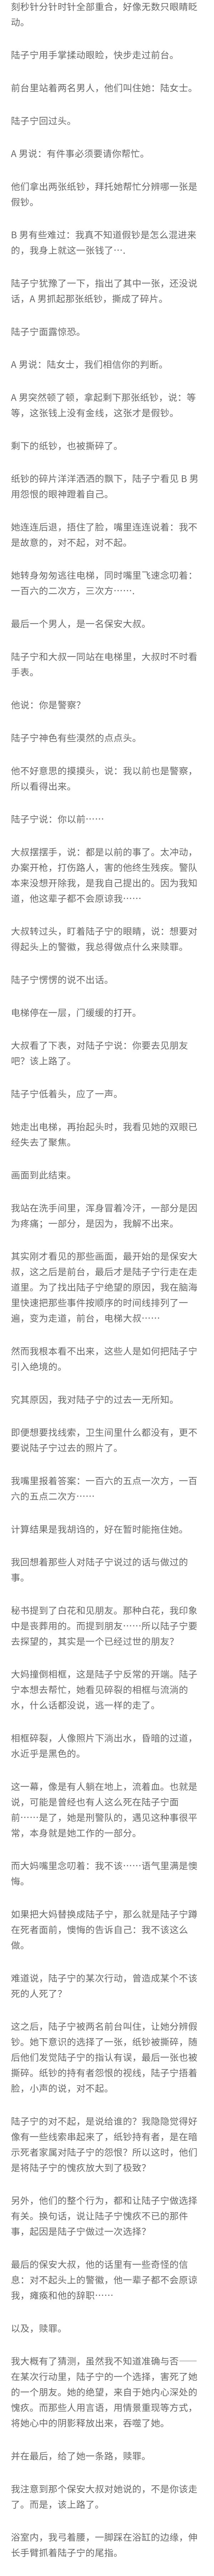 刻秒针分针时针全部重合，好像无数只眼睛眨
动。
陆子宁用手掌揉动眼睑，快步走过前台。
前台里站着两名男人，他们叫住她：陆女士。
陆子宁回过头。
A 男说：有件事必须要请你帮忙。
他们拿出两张纸钞，拜托她帮忙分辨哪一张是
假钞。
B 男有些难过：我真不知道假钞是怎么混进来
的，我身上就这一张钱了….
陆子宁犹豫了一下，指出了其中一张，还没说
话，A 男抓起那张纸钞，撕成了碎片。
陆子宁面露惊恐。
A 男说：陆女士，我们相信你的判断。
A 男突然顿了顿，拿起剩下那张纸钞，说：等
等，这张钱上没有金线，这张才是假钞。
剩下的纸钞，也被撕碎了。
纸钞的碎片洋洋洒洒的飘下，陆子宁看见 B 男
用怨恨的眼神蹬着自己。
她连连后退，捂住了脸，嘴里连连说着：我不
是故意的，对不起，对不起。
她转身匆匆逃往电梯，同时嘴里飞速念叨着：
一百六的二次方，三次方…….
最后一个男人，是一名保安大叔。
陆子宁和大叔一同站在电梯里，大叔时不时看
手表。
他说：你是警察？
陆子宁神色有些漠然的点点头。
他不好意思的摸摸头，说：我以前也是警察，
所以看得出来。
陆子宁说：你以前……
大叔摆摆手，说：都是以前的事了。太冲动，
办案开枪，打伤路人，害的他终生残疾。警队
本来没想开除我，是我自己提出的。因为我知
道，他这辈子都不会原谅我……
大叔转过头，盯着陆子宁的眼睛，说：想要对
得起头上的警徽，我总得做点什么来赎罪。
陆子宁愣愣的说不出话。
电梯停在一层，门缓缓的打开。
大叔看了下表，对陆子宁说：你要去见朋友
吧？该上路了。
陆子宁低着头，应了一声。
她走出电梯，再抬起头时，我看见她的双眼已
经失去了聚焦。
画面到此结束。
我站在洗手间里，浑身冒着冷汗，一部分是因
为疼痛；一部分，是因为，我解不出来。
其实刚才看见的那些画面，最开始的是保安大
叔，这之后是前台，最后才是陆子宁行走在走
道里。为了找出陆子宁绝望的原因，我在脑海
里快速把那些事件按顺序的时间线排列了一
遍，变为走道，前台，电梯大叔……
然而我根本看不出来，这些人是如何把陆子宁
引入绝境的。
究其原因，我对陆子宁的过去一无所知。
即便想要找线索，卫生间里什么都没有，更不
要说陆子宁过去的照片了。
我嘴里报着答案：一百六的五点一次方，一百
六的五点二次方……
计算结果是我胡诌的，好在暂时能拖住她。
我回想着那些人对陆子宁说过的话与做过的
事。
秘书提到了白花和见朋友。那种白花，我印象
中是丧葬用的。而提到朋友……所以陆子宁要
去探望的，其实是一个已经过世的朋友？
大妈撞倒相框，这是陆子宁反常的开端。陆子
宁本想去帮忙，她看见碎裂的相框与流淌的
水，什么话都没说，逃一样的走了。
相框碎裂，人像照片下淌出水，昏暗的过道，
水近乎是黑色的。
这一幕，像是有人躺在地上，流着血。也就是
说，可能是曾经也有人这么死在陆子宁面
前……是了，她是刑警队的，遇见这种事很平
常，本身就是她工作的一部分。
而大妈嘴里念叨着：我不该……语气里满是懊
悔。
如果把大妈替换成陆子宁，那么就是陆子宁蹲
在死者面前，懊悔的告诉自己：我不该这么
做。
难道说，陆子宁的某次行动，曾造成某个不该
死的人死了？
这之后，陆子宁被两名前台叫住，让她分辨假
钞。她下意识的选择了一张，纸钞被撕碎，随
后他们发觉陆子宁的指认有误，最后一张也被
撕碎。纸钞的持有者怨恨的视线，陆子宁捂着
脸，小声的说，对不起。
陆子宁的对不起，是说给谁的？我隐隐觉得好
像有一些线索串起来了，纸钞持有者，是在暗
示死者家属对陆子宁的怨恨？所以这时，他们
是将陆子宁的愧疚放大到了极致？
另外，他们的整个行为，都和让陆子宁做选择
有关。换句话，说让陆子宁愧疚不已的那件
事，起因是陆子宁做过一次选择？
最后的保安大叔，他的话里有一些奇怪的信
息：对不起头上的警徽，他一辈子都不会原谅
我，瘫痪和他的辞职……
以及，赎罪。
我大概有了猜测，虽然我不知道准确与否——
在某次行动里，陆子宁的一个选择，害死了她
的一个朋友。她的绝望，来自于她内心深处的
愧疚。而那些人用言语，用情景重现等方式，
将她心中的阴影释放出来，吞噬了她。
并在最后，给了她一条路，赎罪。
我注意到那个保安大叔对她说的，不是你该走
了。而是，该上路了。
浴室内，我弓着腰，一脚踩在浴缸的边缘，伸
长手臂抓着陆子宁的尾指。